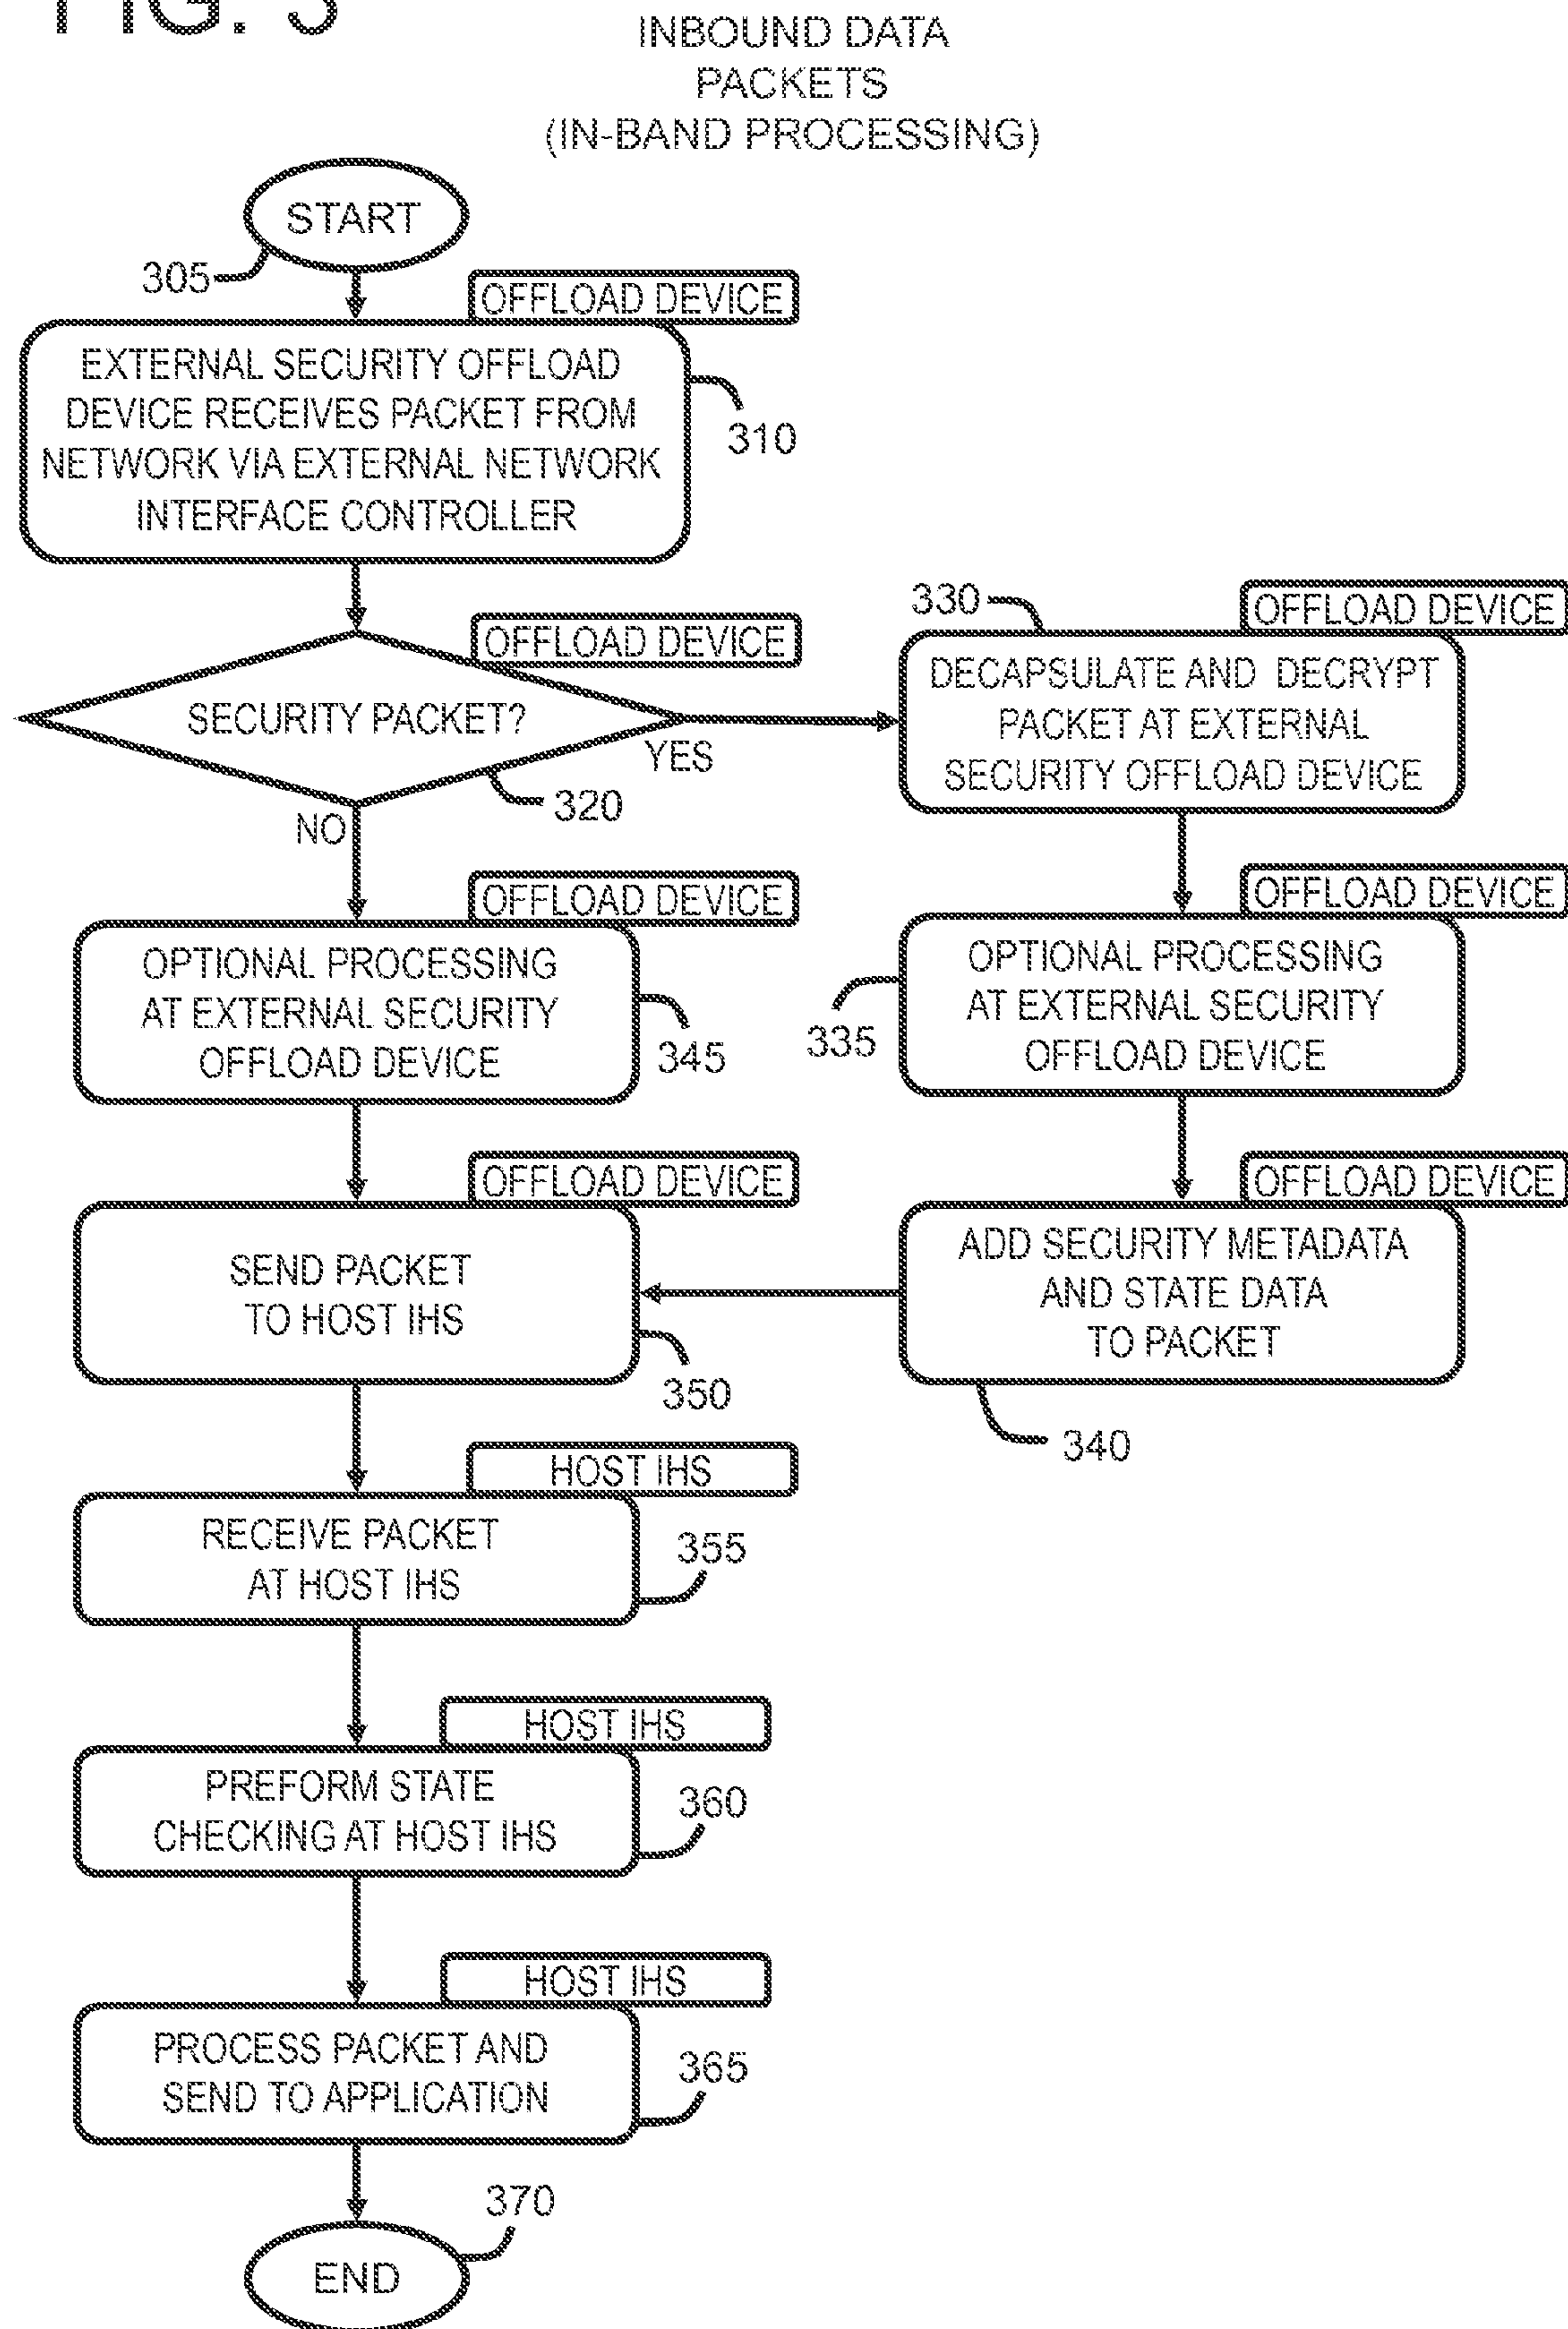 FIG. 3
INBOUND DATA
PACKETS
(IN-BAND PROCESSING)
START
305
OFFLOAD DEVICE
EXTERNAL SECURITY OFFLOAD
DEVICE RECEIVES PACKET FROM
NETWORK VIA EXTERNAL NETWORK
INTERFACE CONTROLLER
310
OFFLOAD DEVICE
SECURITY PACKET?
YES
320
NO
330
OFFLOAD DEVICE
DECAPSULATE AND DECRYPT
PACKET AT EXTERNAL
SECURITY OFFLOAD DEVICE
OFFLOAD DEVICE
OPTIONAL PROCESSING
AT EXTERNAL SECURITY
OFFLOAD DEVICE
345
OFFLOAD DEVICE
OPTIONAL PROCESSING
AT EXTERNAL SECURITY
OFFLOAD DEVICE
335
OFFLOAD DEVICE
SEND PACKET
TO HOST IHS
350
OFFLOAD DEVICE
ADD SECURITY METADATA
AND STATE DATA
TO PACKET
340
HOST IHS
RECEIVE PACKET
AT HOST IHS
355
HOST IHS
PREFORM STATE
CHECKING AT HOST IHS
360
HOST IHS
PROCESS PACKET AND
SEND TO APPLICATION
365
370
END